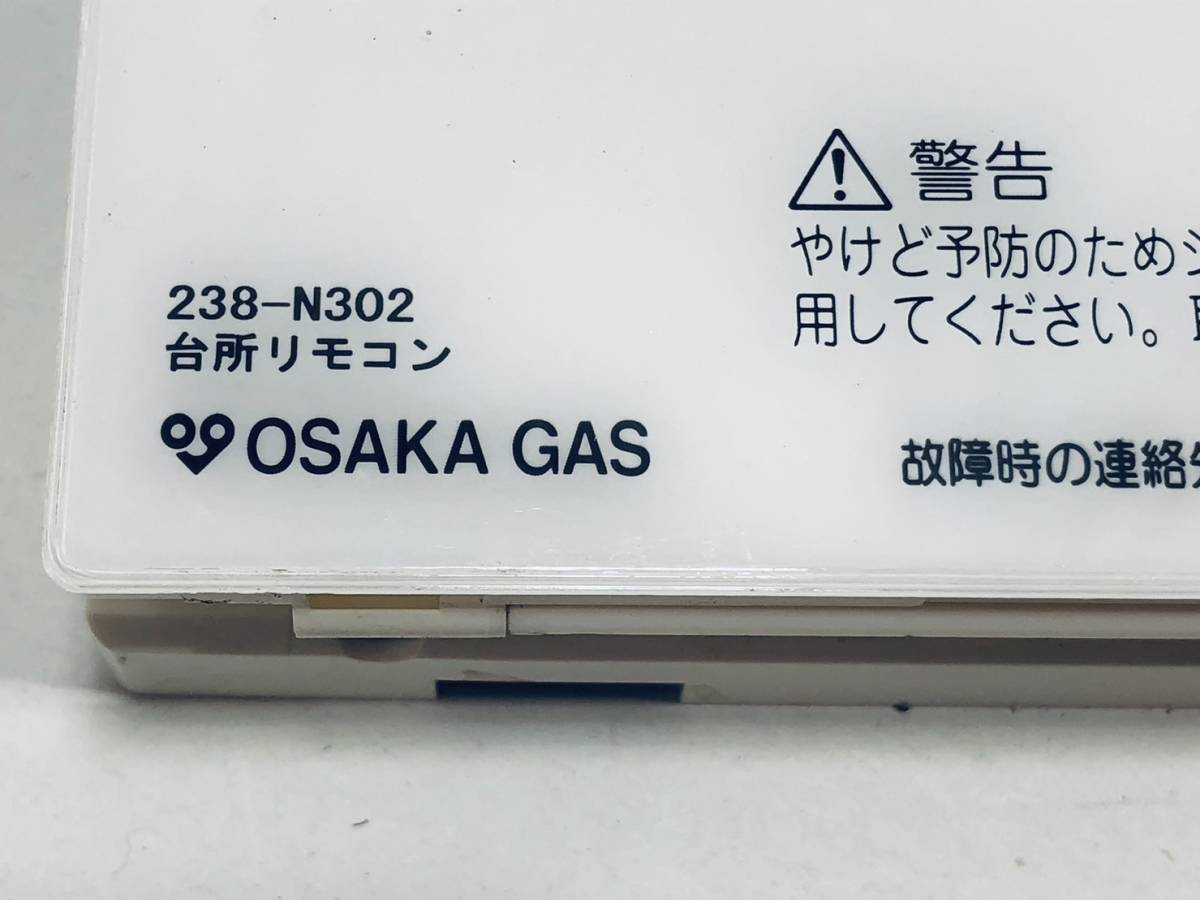 238-N302
台所リモコン
OSAKA GAS
警告
やけど予防のため
用してください。
故障時の連絡